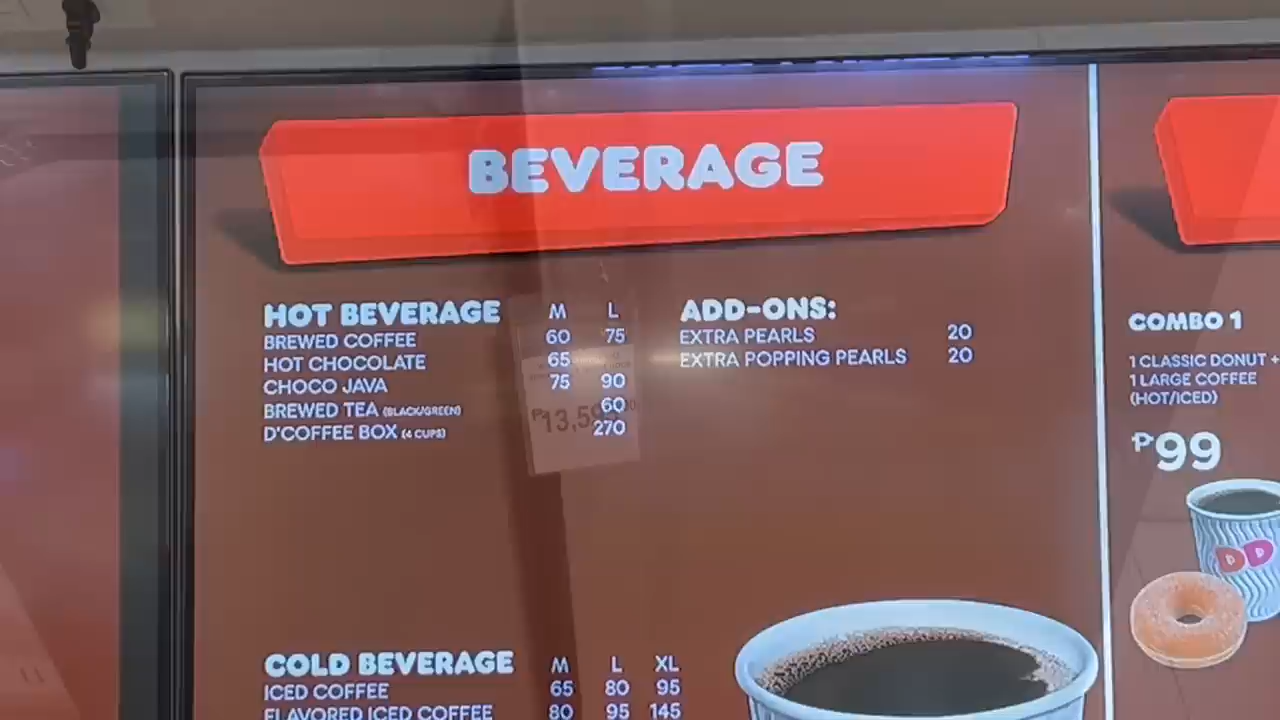 BEVERAGE
HOT BEVERAGE M L
BREWED COFFEE 60 75
HOT CHOCOLATE 65
CHOCO JAVA 75 90
BREWED TEA (BLACK/GREEN) 60
D'COFFEE BOX (4 CUPS) 270
ADD-ONS:
EXTRA PEARLS 20
EXTRA POPPING PEARLS 20
COLD BEVERAGE M L XL
ICED COFFEE 65 80 95
FLAVORED ICED COFFEE 80 95 145
COMBO 1
1 CLASSIC DONUT +
1 LARGE COFFEE
(HOT/ICED)
₱99
DD